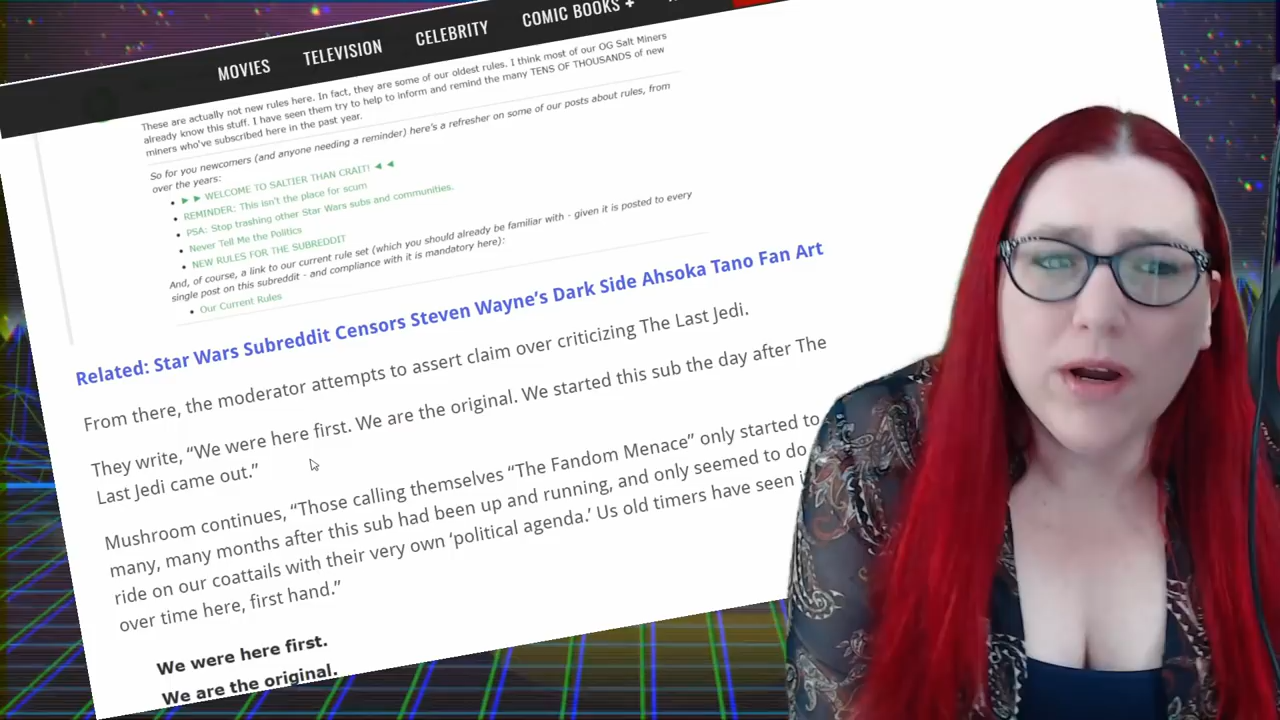 MOVIES TELEVISION CELEBRITY COMIC BOOKS +
These are actually not new rules here. In fact, they are some of our oldest rules. I think most of our OG Salt Miners
already know this stuff. I have seen them try to help to inform and remind the many TENS OF THOUSANDS of new
miners who've subscribed here in the past year.
So for you newcomers (and anyone needing a reminder) here's a refresher on some of our posts about rules, from
over the years:
• ► ► WELCOME TO SALTIER THAN CRAIT! ◄ ◄
• REMINDER: This isn't the place for scum
• PSA: Stop trashing other Star Wars subs and communities.
• Never Tell Me the Politics
• NEW RULES FOR THE SUBREDDIT
And, of course, a link to our current rule set (which you should already be familiar with - given it is posted to every
single post on this subreddit - and compliance with it is mandatory here):
• Our Current Rules
Related: Star Wars Subreddit Censors Steven Wayne's Dark Side Ahsoka Tano Fan Art
From there, the moderator attempts to assert claim over criticizing The Last Jedi.
They write, “We were here first. We are the original. We started this sub the day after The
Last Jedi came out.”
Mushroom continues, “Those calling themselves “The Fandom Menace” only started to
many, many months after this sub had been up and running, and only seemed to do
ride on our coattails with their very own ‘political agenda.’ Us old timers have seen
over time here, first hand.”
We were here first.
We are the original.